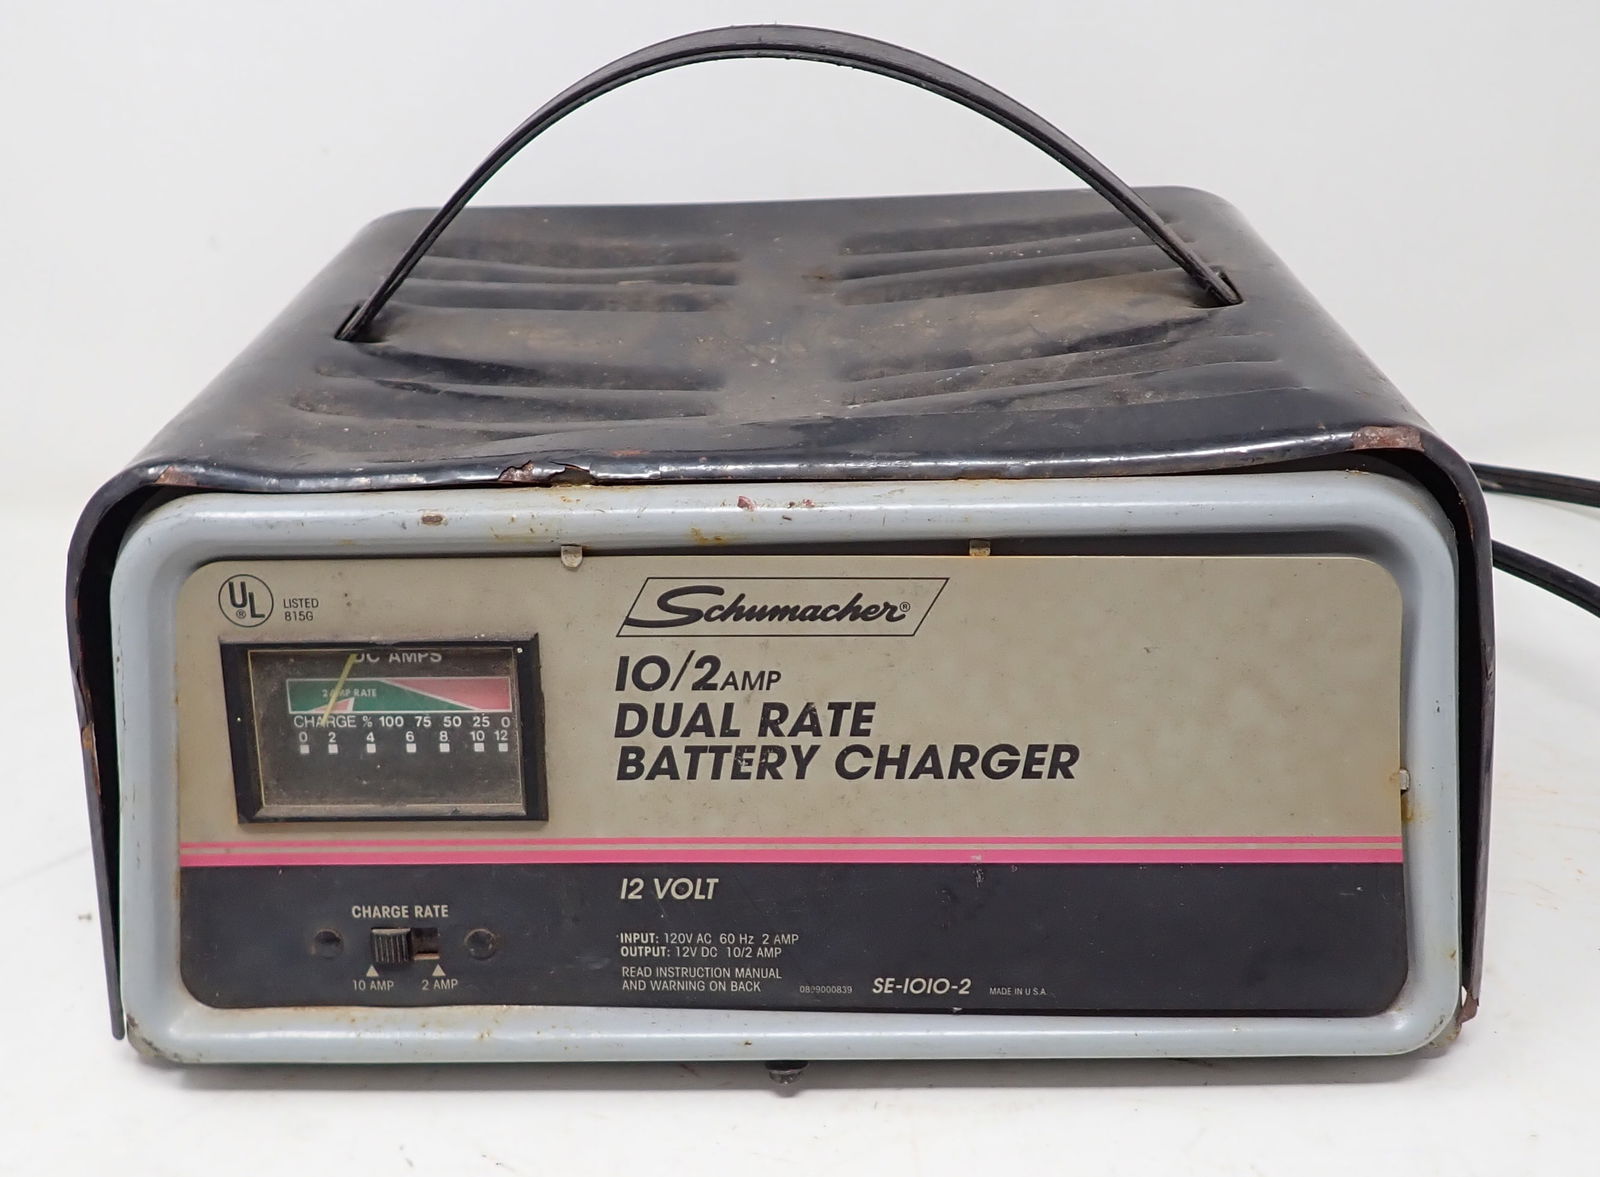 UL
®
LISTED
815G
Schumacher®
10/2 AMP
DUAL RATE
BATTERY CHARGER
DC AMPS
2 AMP RATE
CHARGE % 100 75 50 25 0
0 2 4 6 8 10 12
12 VOLT
CHARGE RATE
10 AMP 2 AMP
INPUT: 120V AC 60 Hz 2 AMP
OUTPUT: 12V DC 10/2 AMP
READ INSTRUCTION MANUAL
AND WARNING ON BACK
SE-1010-2
MADE IN U.S.A.